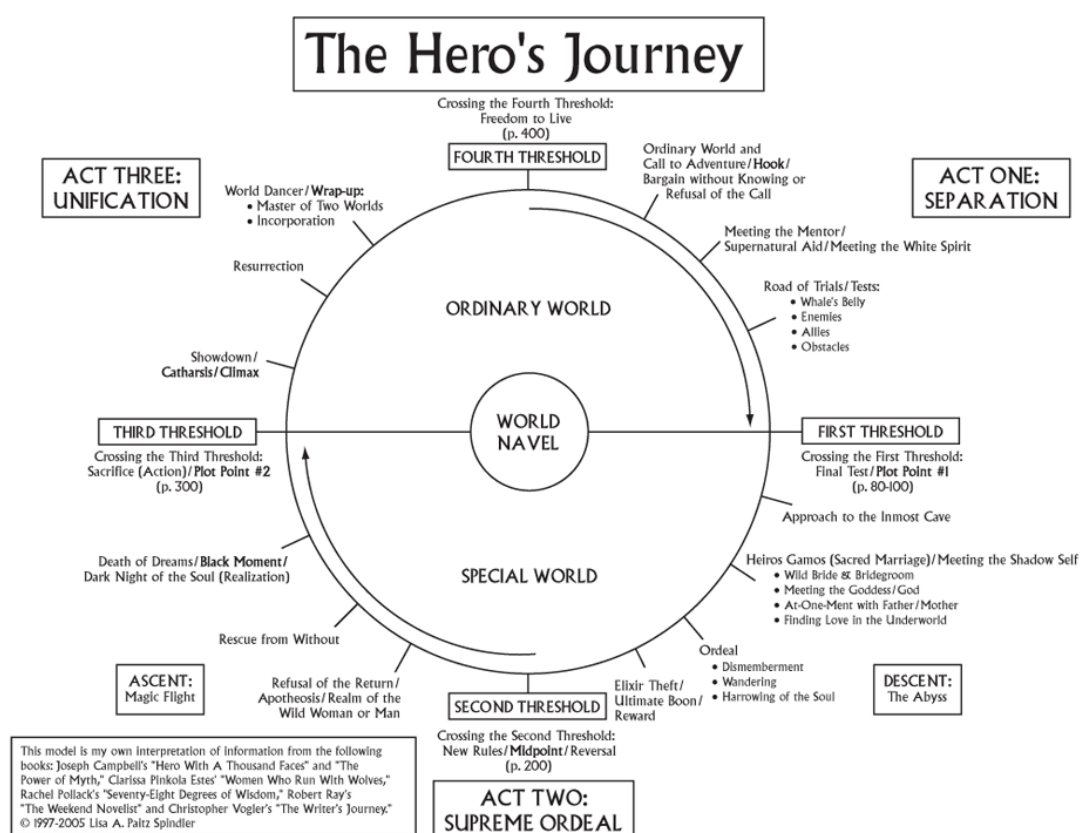 The Hero's Journey
Crossing the Fourth Threshold:
Freedom to Live
(p. 400)
FOURTH THRESHOLD
ACT THREE:
UNIFICATION
ACT ONE:
SEPARATION
Ordinary World and
Call to Adventure/Hook/
Bargain without Knowing or
Refusal of the Call
Meeting the Mentor/
Supernatural Aid/Meeting the White Spirit
Road of Trials/Tests:
• Whale's Belly
• Enemies
• Allies
• Obstacles
World Dancer/Wrap-up:
• Master of Two Worlds
• Incorporation
Resurrection
Showdown/
Catharsis/Climax
ORDINARY WORLD
WORLD
NAVEL
THIRD THRESHOLD
Crossing the Third Threshold:
Sacrifice (Action)/Plot Point #2
(p. 300)
FIRST THRESHOLD
Crossing the First Threshold:
Final Test/Plot Point #1
(p. 80-100)
Approach to the Inmost Cave
Heiros Gamos (Sacred Marriage)/Meeting the Shadow Self
• Wild Bride & Bridegroom
• Meeting the Goddess/God
• At-One-Ment with Father/Mother
• Finding Love in the Underworld
SPECIAL WORLD
Death of Dreams/Black Moment/
Dark Night of the Soul (Realization)
Rescue from Without
Refusal of the Return/
Apotheosis/Realm of the
Wild Woman or Man
Ordeal
• Dismemberment
• Wandering
• Harrowing of the Soul
Elixir Theft/
Ultimate Boon/
Reward
ASCENT:
Magic Flight
DESCENT:
The Abyss
SECOND THRESHOLD
Crossing the Second Threshold:
New Rules/Midpoint/Reversal
(p. 200)
ACT TWO:
SUPREME ORDEAL
This model is my own interpretation of information from the following
books: Joseph Campbell's "Hero With A Thousand Faces" and "The
Power of Myth," Clarissa Pinkola Estes' "Women Who Run With Wolves,"
Rachel Pollack's "Seventy-Eight Degrees of Wisdom," Robert Ray's
"The Weekend Novelist" and Christopher Vogler's "The Writer's Journey."
© 1997-2005 Lisa A. Paitz Spindler